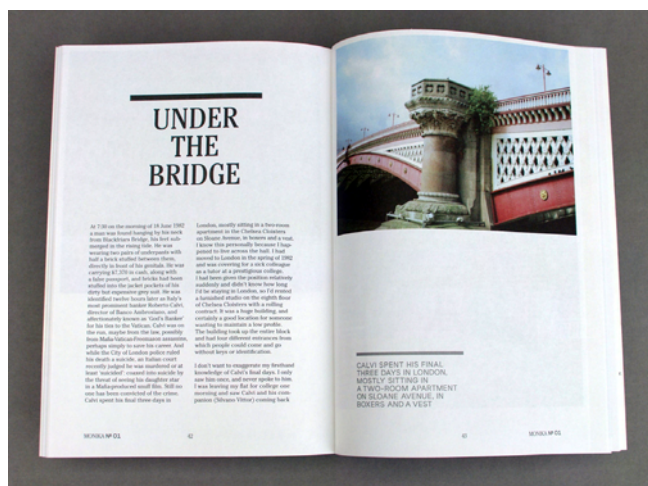 UNDER
THE
BRIDGE
At 7:30 on the morning of 18 June 1982
a man was found hanging by his neck
from Blackfriars Bridge, his feet sub-
merged in the rising tide. He was
wearing two pairs of underpants with
half a brick stuffed between them,
directly in front of his genitals. He was
carrying £7,370 in cash, along with
a false passport, and bricks had been
stuffed into the jacket pockets of his
dirty but expensive grey suit. He was
identified twelve hours later as Italy's
most prominent banker Roberto Calvi,
director of Banco Ambrosiano, and
affectionately known as 'God's Banker'
for his ties to the Vatican. Calvi was on
the run, maybe from the law, possibly
from Mafia-Vatican-Freemason assassins,
perhaps simply to save his career. And
while the City of London police ruled
his death a suicide, an Italian court
recently judged he was murdered or at
least 'suicided': coaxed into suicide by
the threat of seeing his daughter star
in a Mafia-produced snuff film. Still no
one has been convicted of the crime.
Calvi spent his final three days in
London, mostly sitting in a two-room
apartment in the Chelsea Cloisters
on Sloane Avenue, in boxers and a vest.
I know this personally because I hap-
pened to live across the hall. I had
moved to London in the spring of 1982
and was covering for a sick colleague
as a tutor at a prestigious college.
I had been given the position relatively
suddenly and didn't know how long
I'd be staying in London, so I'd rented
a furnished studio on the eighth floor
of Chelsea Cloisters with a rolling
contract. It was a huge building, and
certainly a good location for someone
wanting to maintain a low profile.
The building took up the entire block
and had four different entrances from
which people could come and go
without keys or identification.
I don't want to exaggerate my firsthand
knowledge of Calvi's final days. I only
saw him once, and never spoke to him.
I was leaving my flat for college one
morning and saw Calvi and his com-
panion (Silvano Vittor) coming back
MONIKA Nº 01
62
CALVI SPENT HIS FINAL
THREE DAYS IN LONDON,
MOSTLY SITTING IN
A TWO-ROOM APARTMENT
ON SLOANE AVENUE, IN
BOXERS AND A VEST
63
MONIKA Nº 01